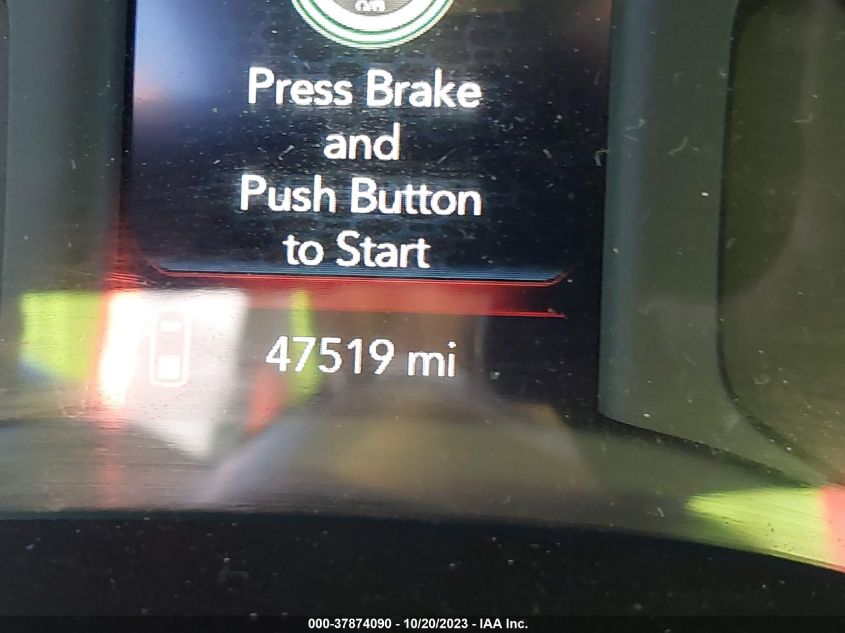 Press Brake
and
Push Button
to Start
47519 mi
000-37874090 - 10/20/2023 - IAA Inc.